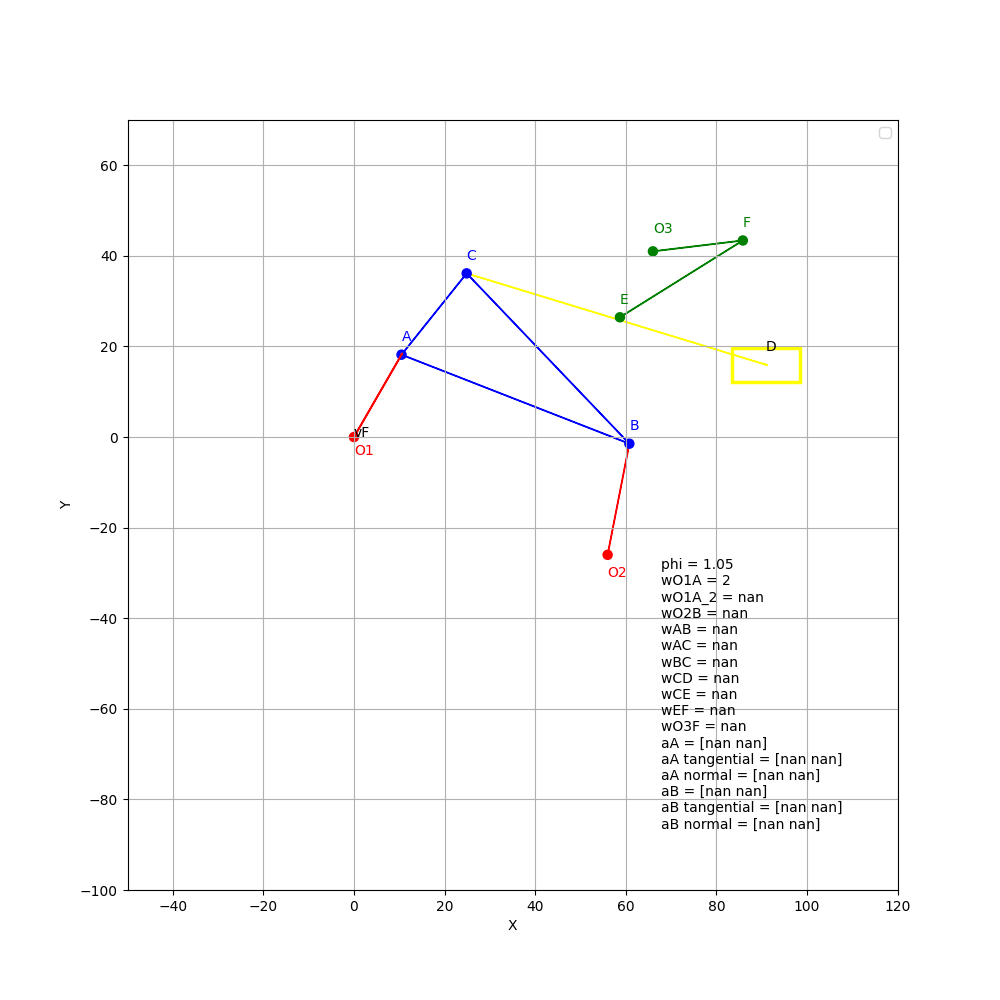 60
40
20
0
−20
−40
−60
−80
−100
Y
O3
F
C
E
A
D
vF
O1
B
O2
phi = 1.05
wO1A = 2
wO1A_2 = nan
wO2B = nan
wAB = nan
wAC = nan
wBC = nan
wCD = nan
wCE = nan
wEF = nan
wO3F = nan
aA = [nan nan]
aA tangential = [nan nan]
aA normal = [nan nan]
aB = [nan nan]
aB tangential = [nan nan]
aB normal = [nan nan]
−40 −20 0 20 40 60 80 100 120
X